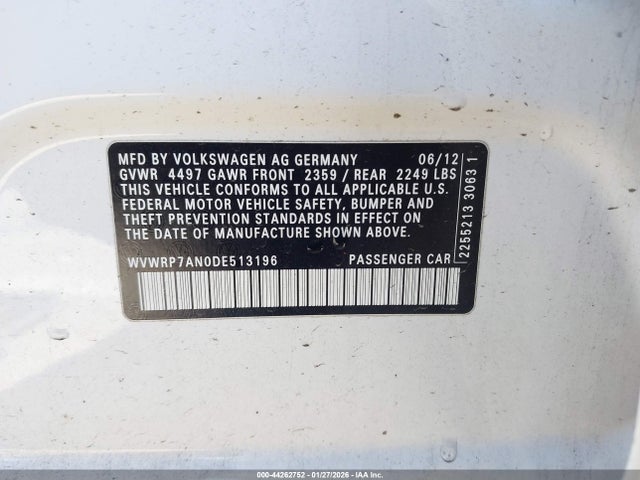 MFD BY VOLKSWAGEN AG GERMANY 06/12
GVWR 4497 GAWR FRONT 2359 / REAR 2249 LBS
THIS VEHICLE CONFORMS TO ALL APPLICABLE U.S.
FEDERAL MOTOR VEHICLE SAFETY, BUMPER AND
THEFT PREVENTION STANDARDS IN EFFECT ON
THE DATE OF MANUFACTURE SHOWN ABOVE.
WVWRP7AN0DE513196 PASSENGER CAR
2255213 3063 1
000-44262752 - 01/27/2026 - IAA Inc.